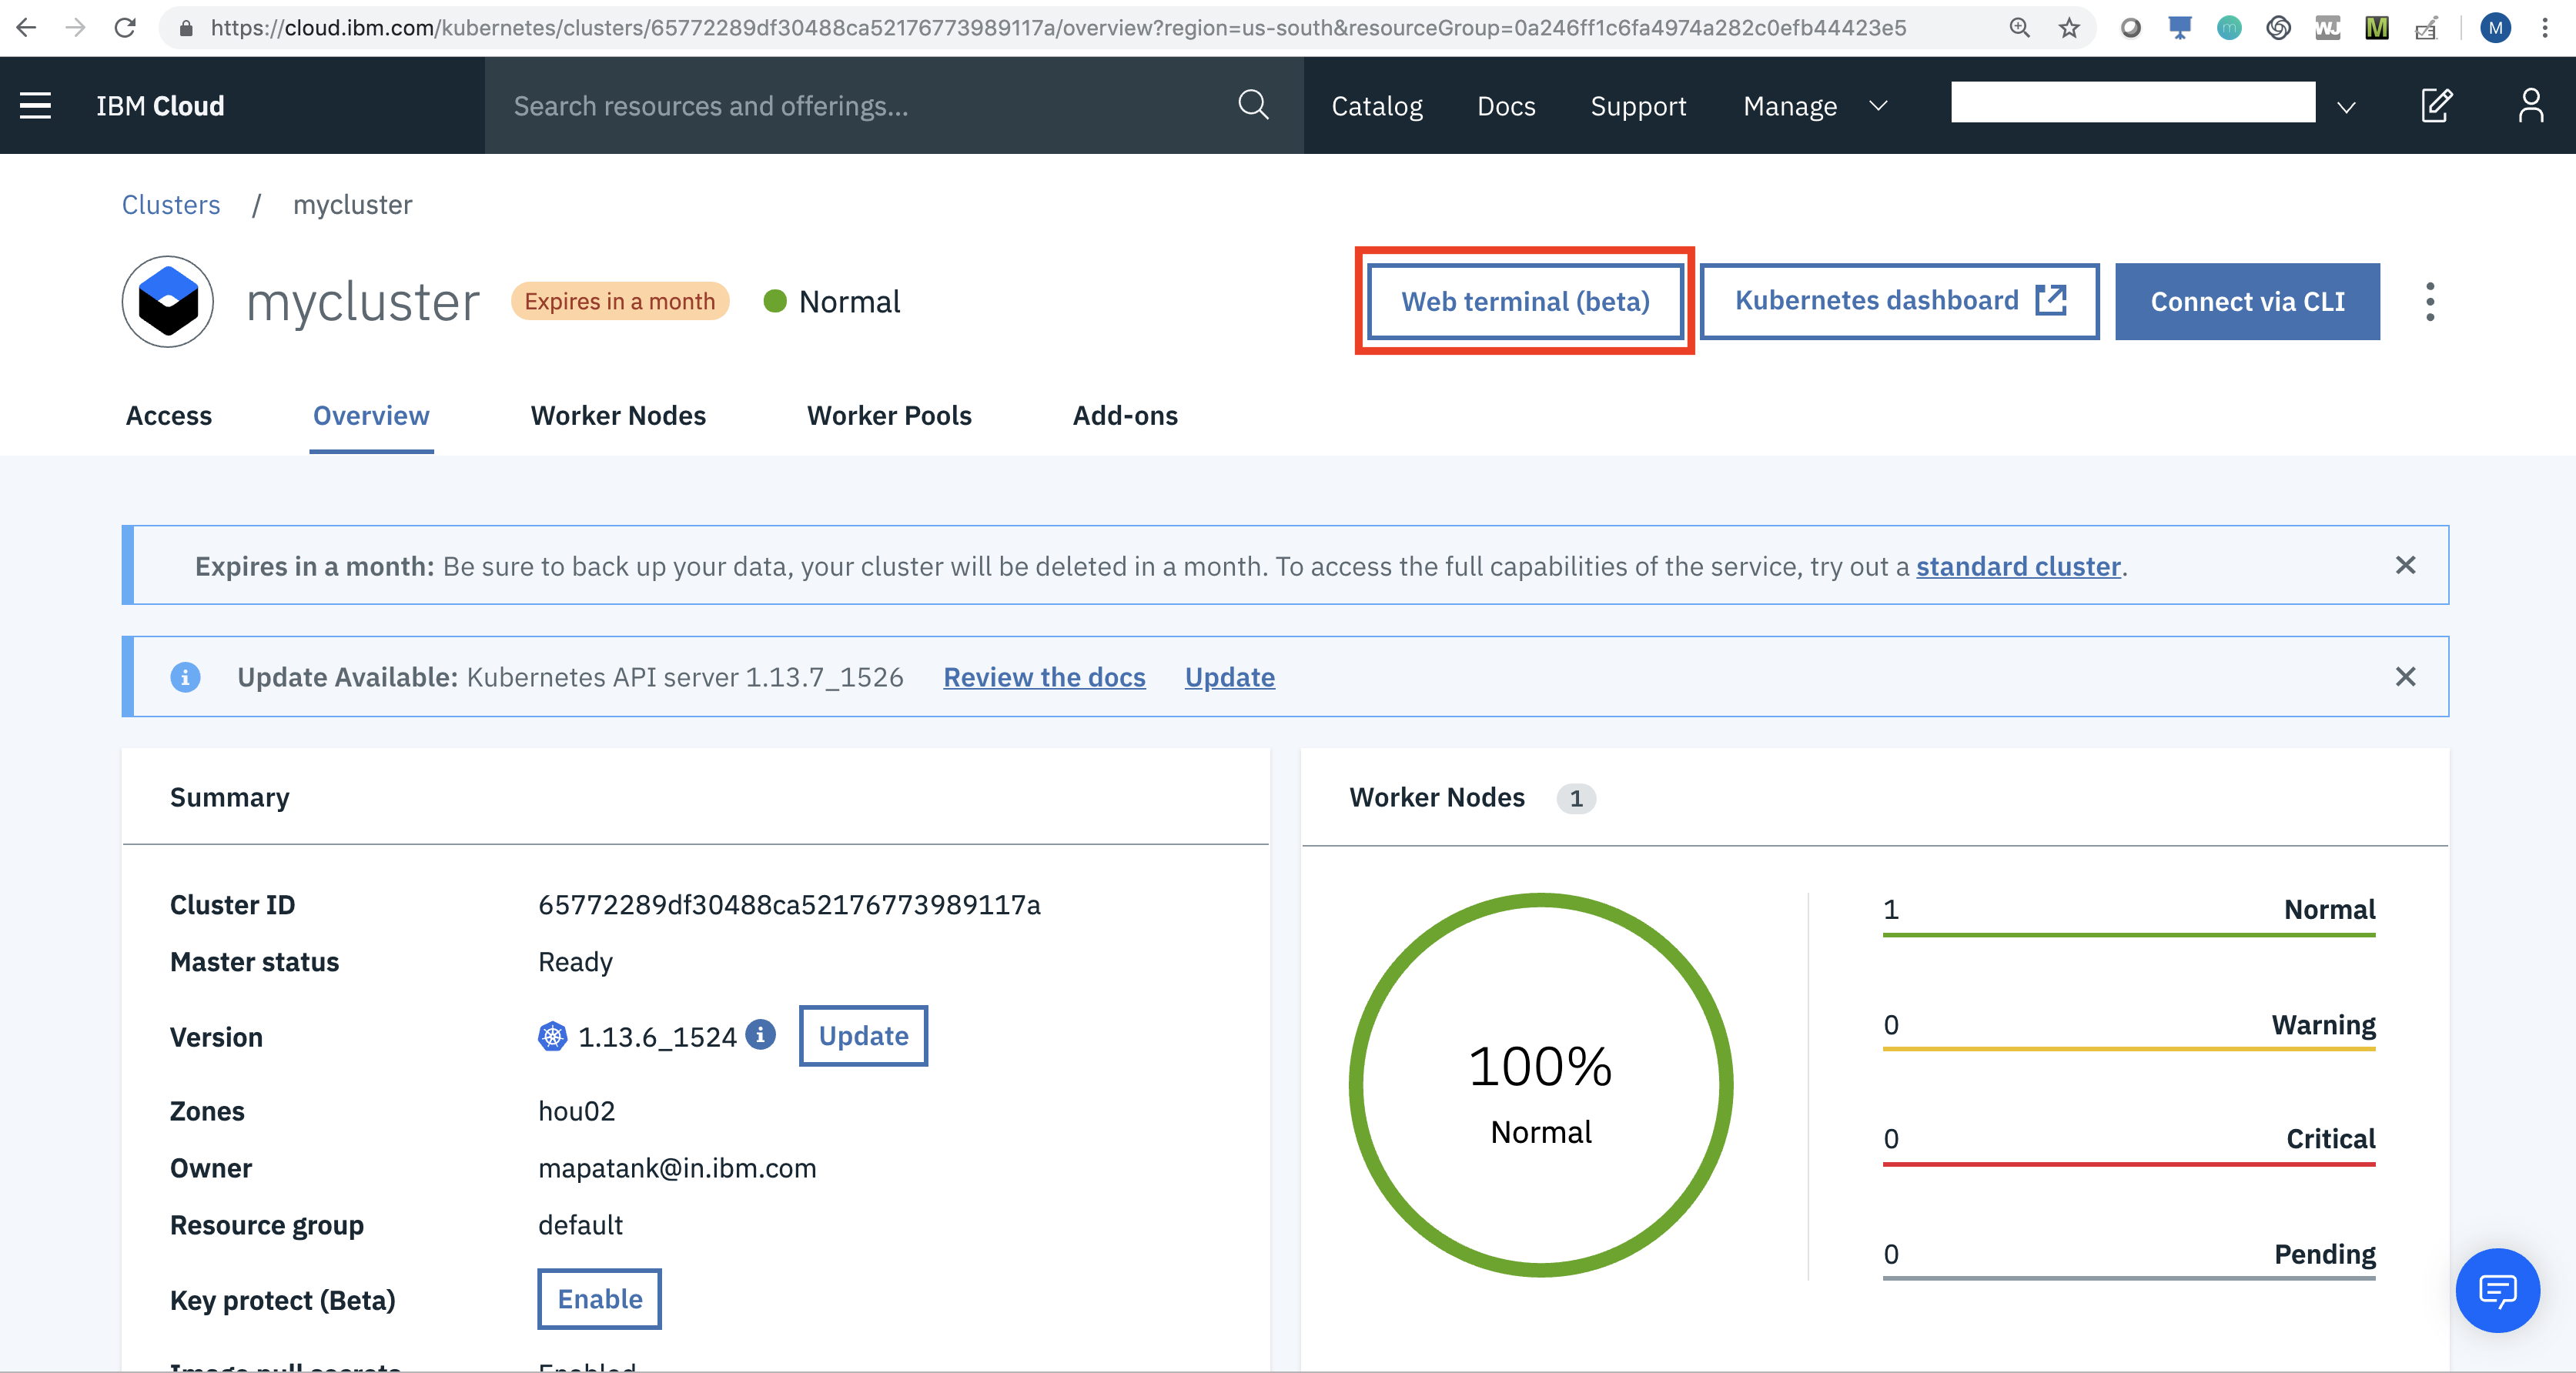 https://cloud.ibm.com/kubernetes/clusters/65772289df30488ca52176773989117a/overview?region=us-south&resourceGroup=0a246ff1c6fa4974a282c0efb44423e5
m
WJ
M
M
IBM Cloud
Search resources and offerings...
Catalog
Docs
Support
Manage
Clusters / mycluster
mycluster
Expires in a month
Normal
Web terminal (beta)
Kubernetes dashboard
Connect via CLI
Access
Overview
Worker Nodes
Worker Pools
Add-ons
Expires in a month: Be sure to back up your data, your cluster will be deleted in a month. To access the full capabilities of the service, try out a standard cluster.
Update Available: Kubernetes API server 1.13.7_1526 Review the docs Update
Summary
Cluster ID 65772289df30488ca52176773989117a
Master status Ready
Version 1.13.6_1524 Update
Zones hou02
Owner mapatank@in.ibm.com
Resource group default
Key protect (Beta) Enable
Image pull secrets Enabled
Worker Nodes 1
100%
Normal
1 Normal
0 Warning
0 Critical
0 Pending